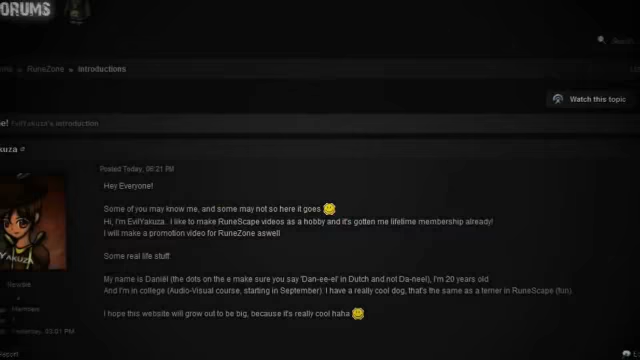 FORUMS
RuneZone » Introductions
Watch this topic
EvilYakuza's introduction
Posted Today, 06:21 PM
Hey Everyone!
Some of you may know me, and some may not so here it goes
Hi, I'm EvilYakuza. I like to make RuneScape videos as a hobby and it's gotten me lifetime membership already!
I will make a promotion video for RuneZone aswell
Some real life stuff
My name is Daniël (the dots on the e make sure you say 'Dan-ee-el' in Dutch and not Da-neel), I'm 20 years old
And I'm in college (Audio-Visual course, starting in September). I have a really cool dog, that's the same as a terrier in RuneScape (fun).
I hope this website will grow out to be big, because it's really cool haha
Newbie
Members